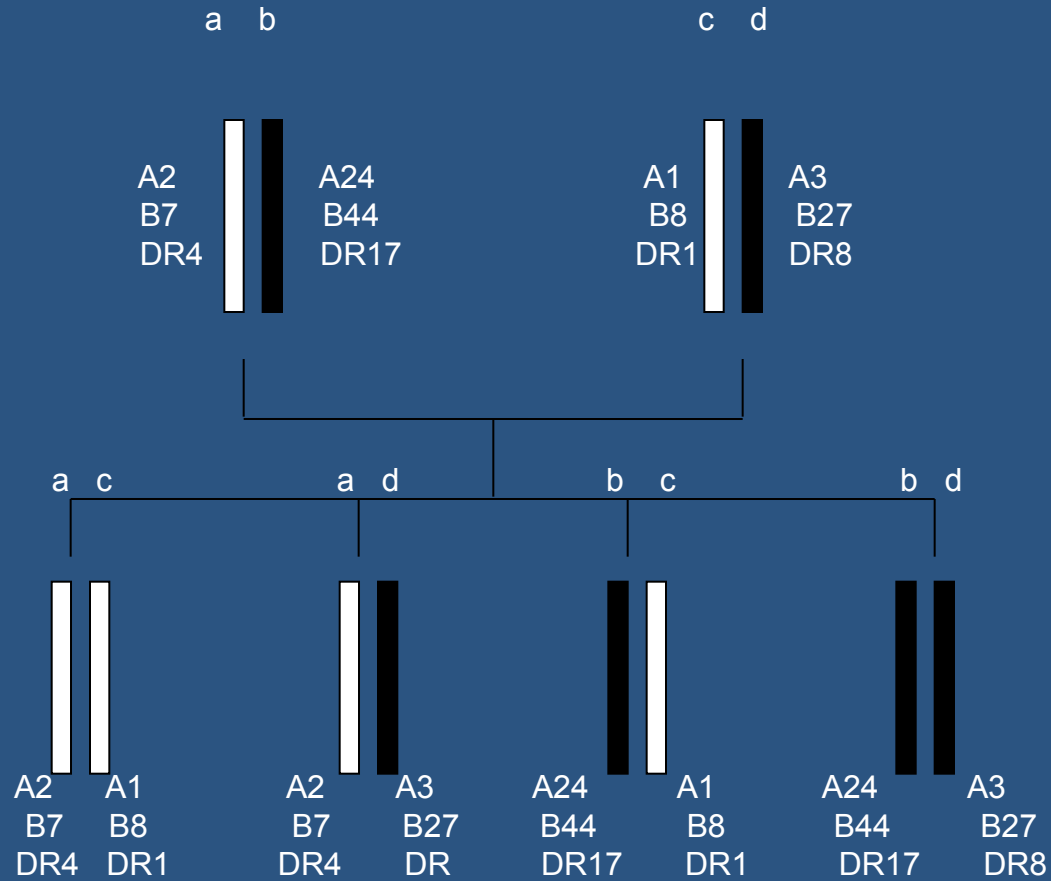 a b c d
A2 A24 A1 A3
B7 B44 B8 B27
DR4 DR17 DR1 DR8
a c a d b c b d
A2 A1 A2 A3 A24 A1 A24 A3
B7 B8 B7 B27 B44 B8 B44 B27
DR4 DR1 DR4 DR DR17 DR1 DR17 DR8